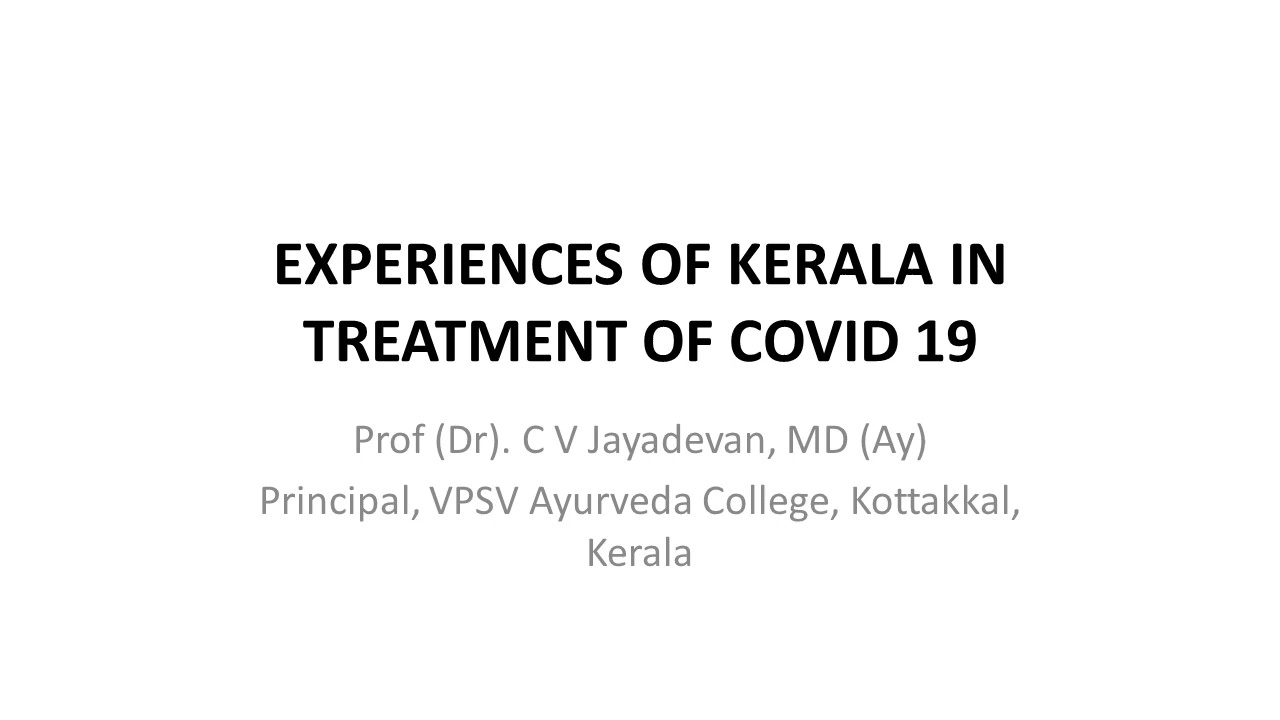 EXPERIENCES OF KERALA IN
TREATMENT OF COVID 19
Prof (Dr). C V Jayadevan, MD (Ay)
Principal, VPSV Ayurveda College, Kottakkal,
Kerala